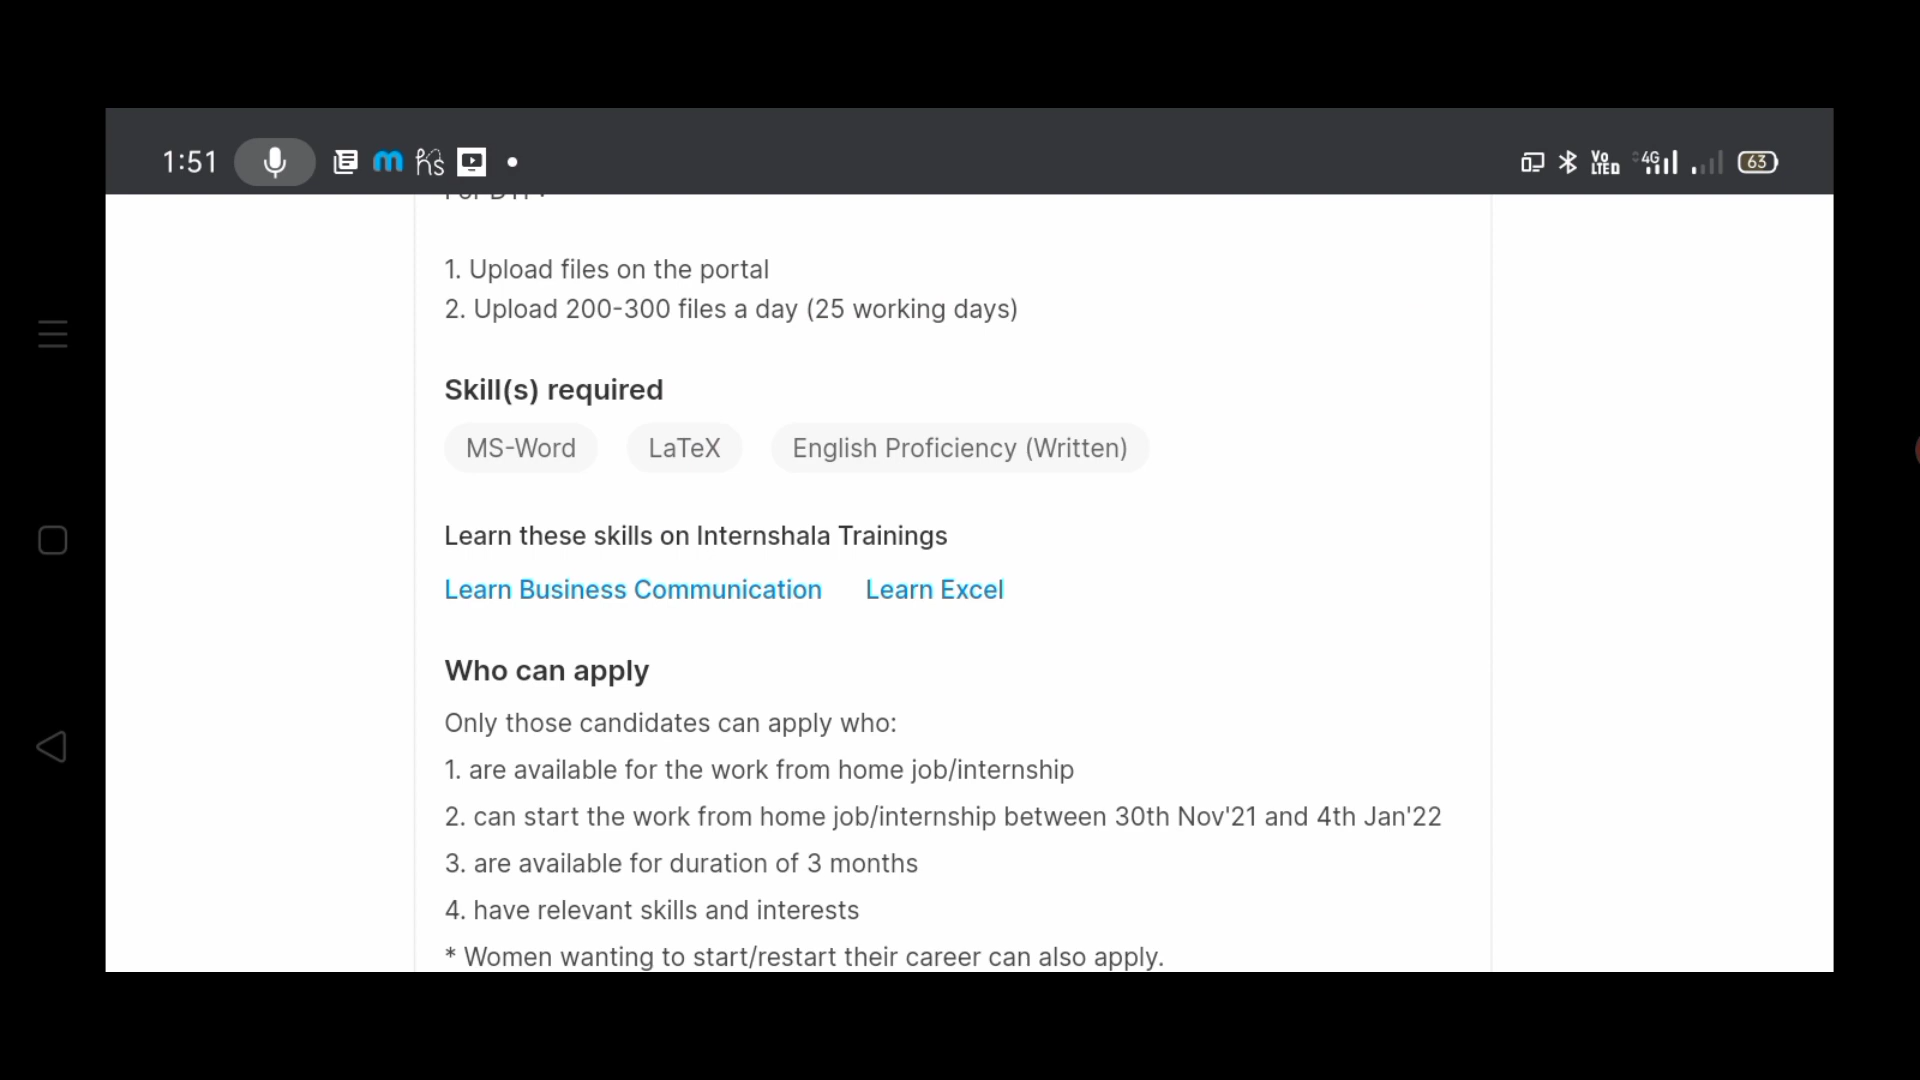 1:51
63
1. Upload files on the portal
2. Upload 200-300 files a day (25 working days)
Skill(s) required
MS-Word LaTeX English Proficiency (Written)
Learn these skills on Internshala Trainings
Learn Business Communication Learn Excel
Who can apply
Only those candidates can apply who:
1. are available for the work from home job/internship
2. can start the work from home job/internship between 30th Nov'21 and 4th Jan'22
3. are available for duration of 3 months
4. have relevant skills and interests
* Women wanting to start/restart their career can also apply.